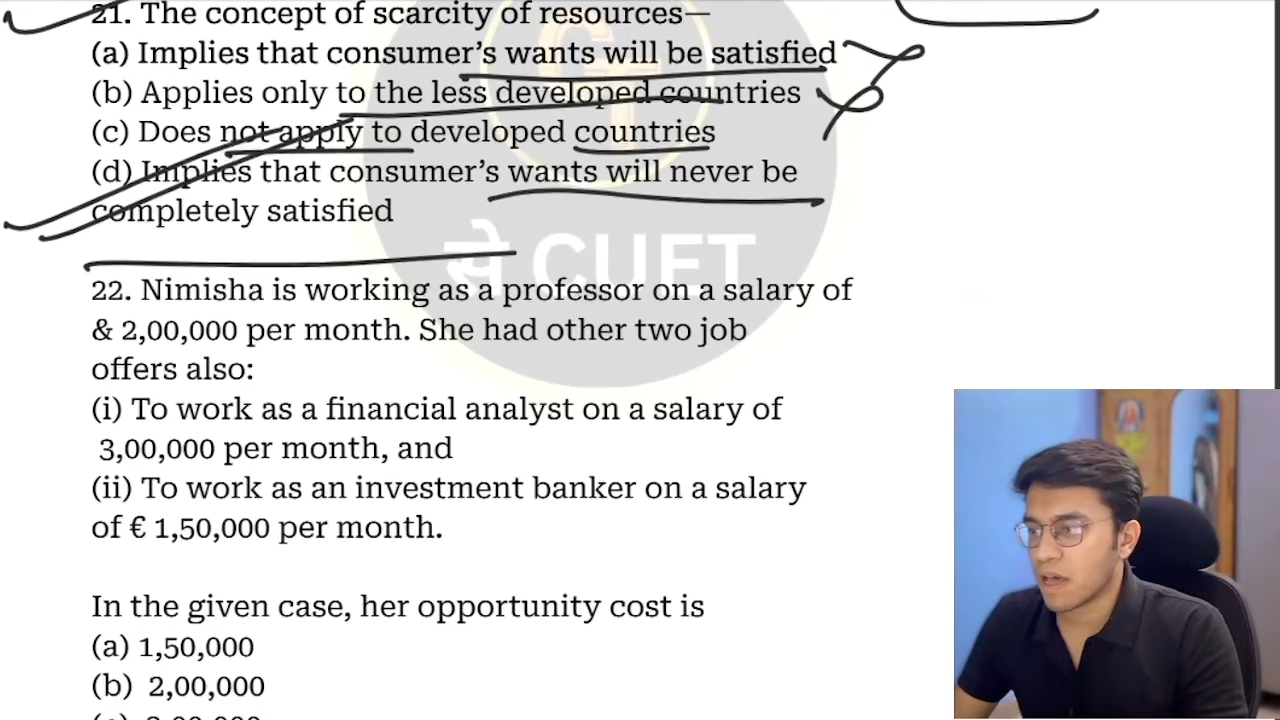 21. The concept of scarcity of resources—
(a) Implies that consumer’s wants will be satisfied
(b) Applies only to the less developed countries
(c) Does not apply to developed countries
(d) Implies that consumer’s wants will never be
completely satisfied
से CUET
22. Nimisha is working as a professor on a salary of
& 2,00,000 per month. She had other two job
offers also:
(i) To work as a financial analyst on a salary of
3,00,000 per month, and
(ii) To work as an investment banker on a salary
of € 1,50,000 per month.
In the given case, her opportunity cost is
(a) 1,50,000
(b) 2,00,000